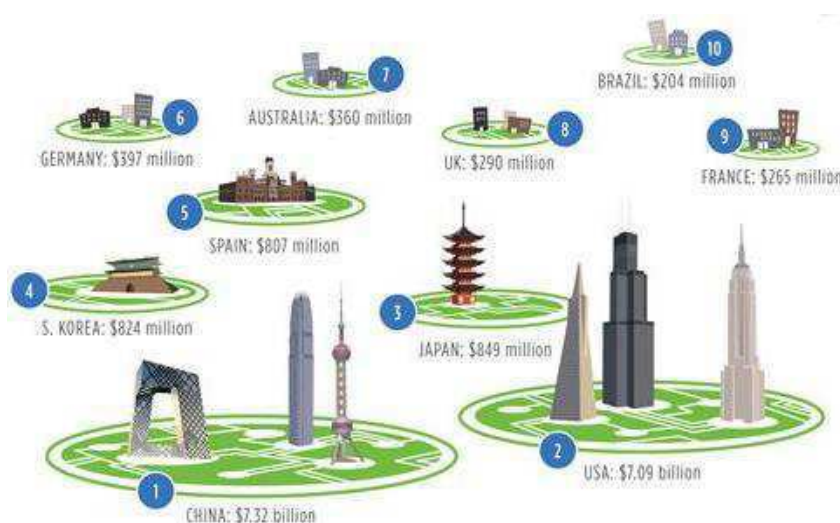 10
BRAZIL: $204 million
7
AUSTRALIA: $360 million
6
GERMANY: $397 million
8
UK: $290 million
9
FRANCE: $265 million
5
SPAIN: $807 million
4
S. KOREA: $824 million
3
JAPAN: $849 million
2
USA: $7.09 billion
1
CHINA: $7.32 billion